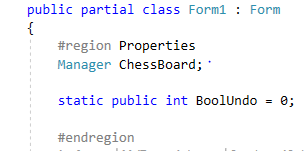 public partial class Form1 : Form
{
#region Properties
Manager ChessBoard;
static public int BoolUndo = 0;
#endregion